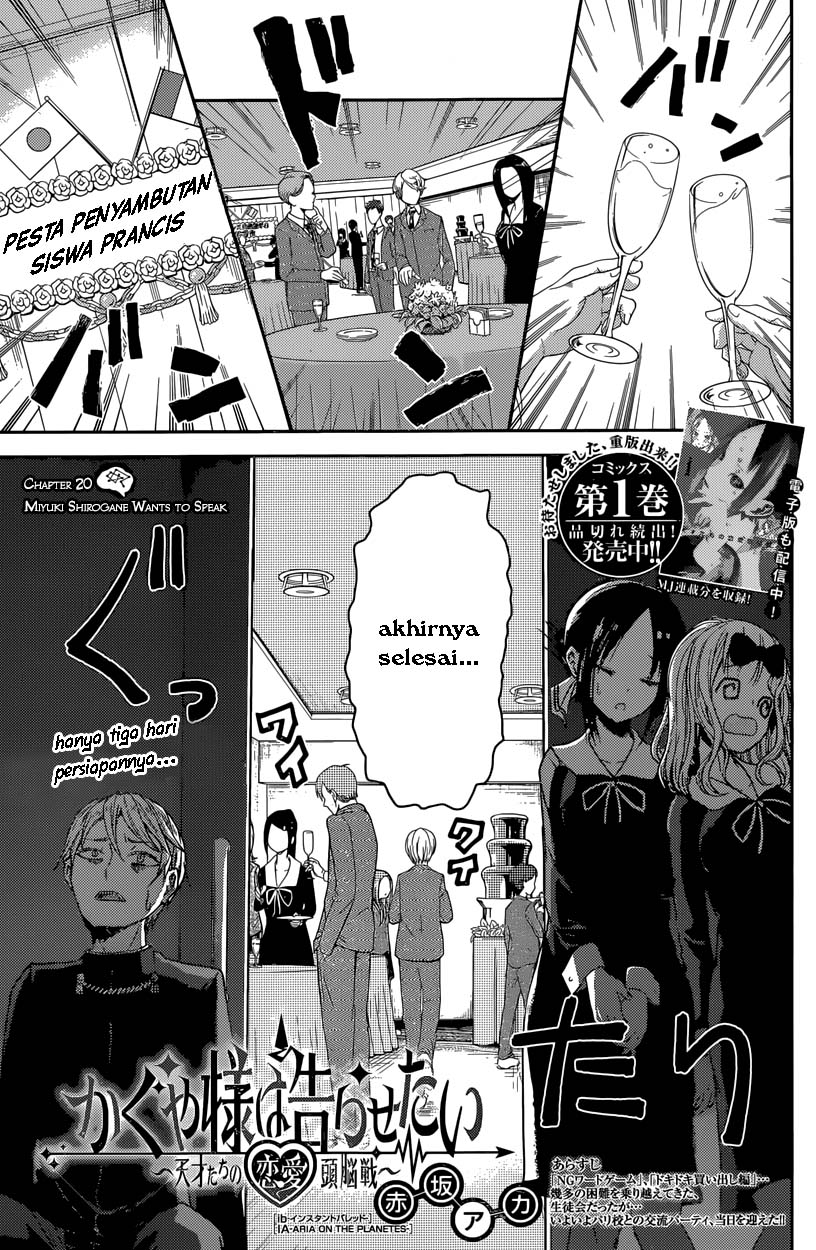 バン
ドン
バン
PESTA PENYAMBUTAN
SISWA PRANCIS
お待たせしました、重版出来!!
コミックス
第1巻
品切れ続出!
発売中!!
電子版も配信中!
MJ連載分を収録!
CHAPTER 20
MIYUKI SHIROGANE WANTS TO SPEAK
akhirnya
selesai...
ぐっ
hanya tiga hari
persiapannya...
ワイ
ワイ
たり
かぐや様は告らせたい
~天才たちの恋愛頭脳戦~
赤坂アカ
[ib-インスタントバレット-]
[IA-ARIA ON THE PLANETES-]
あらすじ
「NGワードゲーム」、「ドキドキ買い出し編」…
幾多の困難を乗り越えてきた、
生徒会だったが…
いよいよパリ校との交流パーティ、当日を迎えた!!